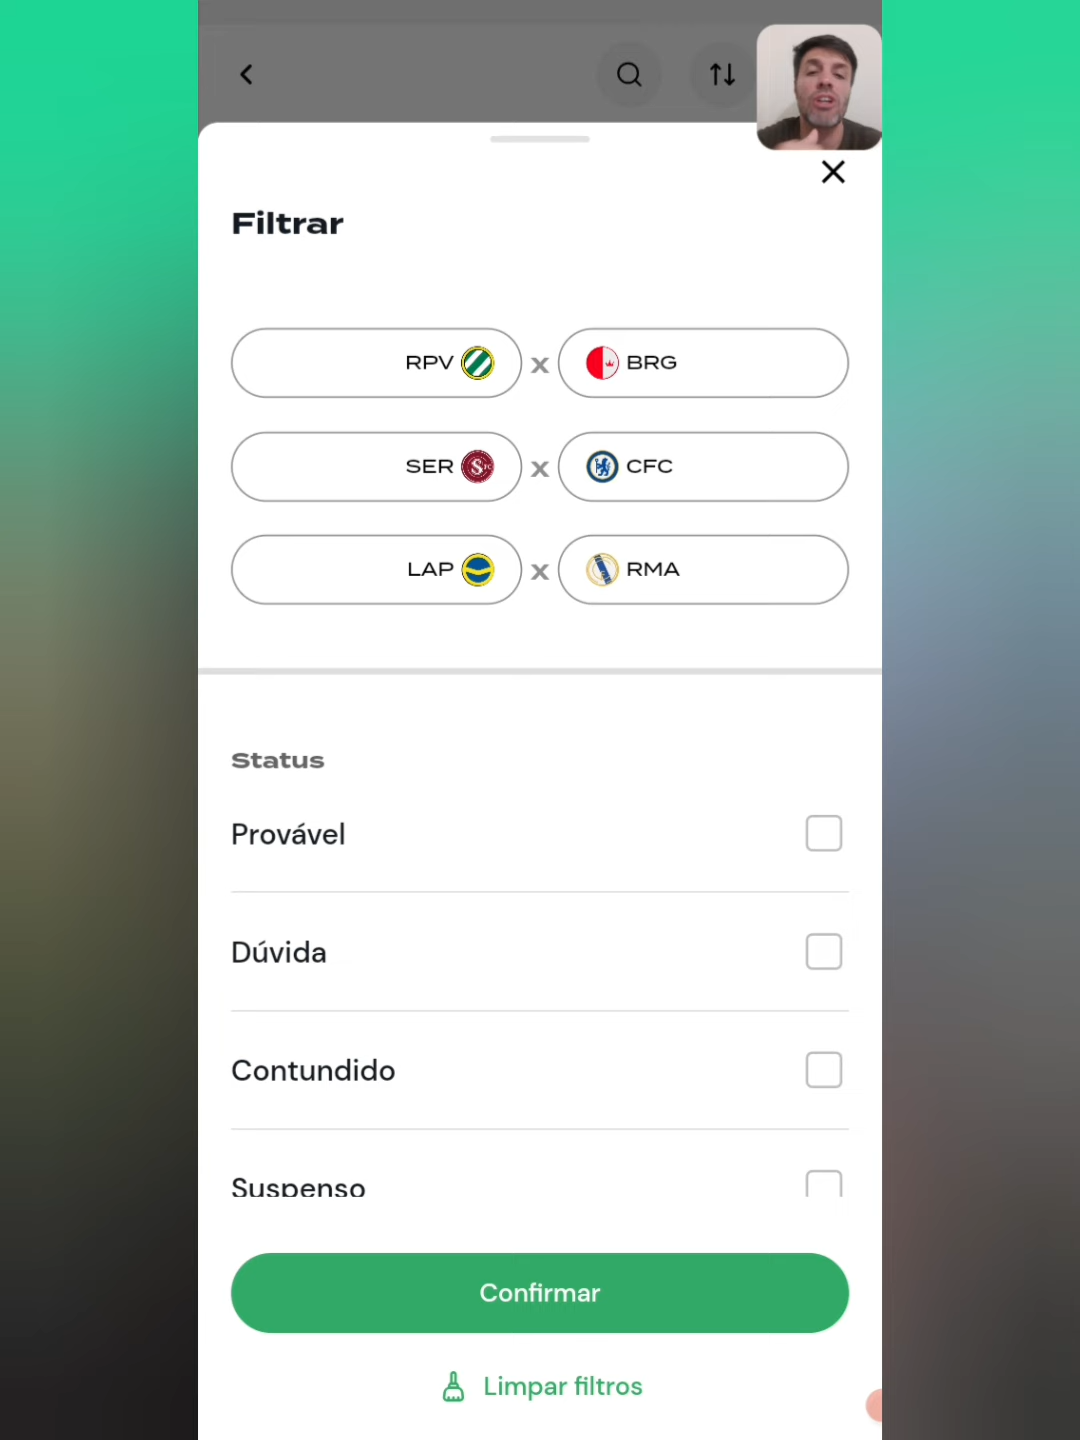 Filtrar
RPV x BRG
SER x CFC
LAP x RMA
Status
Provável
Dúvida
Contundido
Suspenso
Confirmar
Limpar filtros